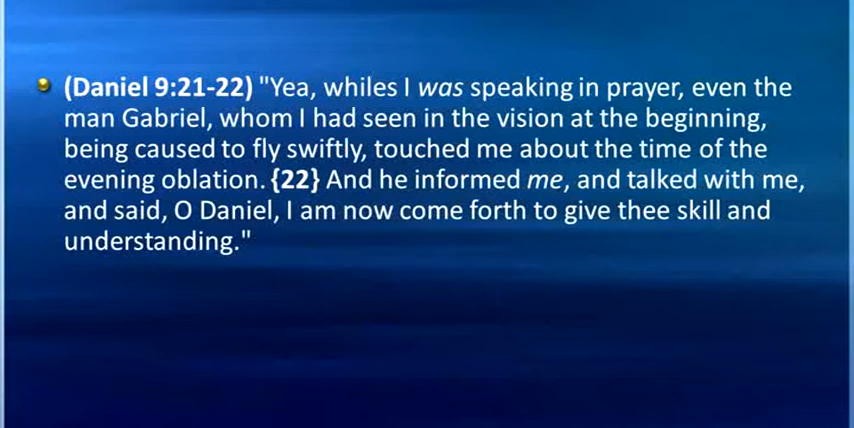 (Daniel 9:21-22) "Yea, whiles I was speaking in prayer, even the
man Gabriel, whom I had seen in the vision at the beginning,
being caused to fly swiftly, touched me about the time of the
evening oblation. {22} And he informed me, and talked with me,
and said, O Daniel, I am now come forth to give thee skill and
understanding."